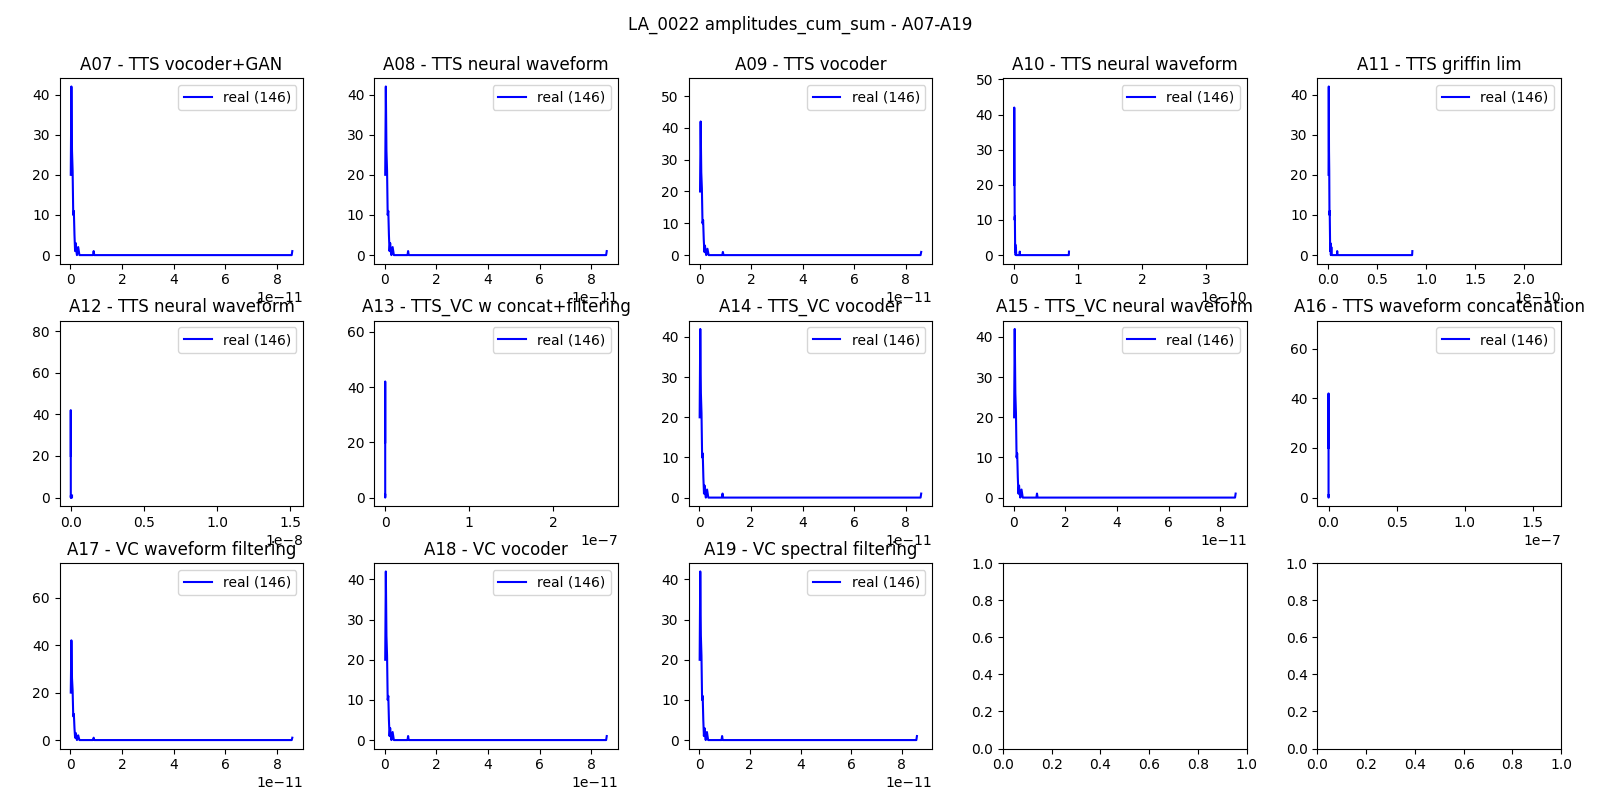 LA_0022 amplitudes_cum_sum - A07-A19
A07 - TTS vocoder+GAN
real (146)
40
30
20
10
0
0 2 4 6 8
1e−11
A08 - TTS neural waveform
real (146)
40
30
20
10
0
0 2 4 6 8
1e−11
A09 - TTS vocoder
real (146)
50
40
30
20
10
0
0 2 4 6 8
1e−11
A10 - TTS neural waveform
real (146)
50
40
30
20
10
0
0 1 2 3
1e−10
A11 - TTS griffin lim
real (146)
40
30
20
10
0
0.0 0.5 1.0 1.5 2.0
1e−10
A12 - TTS neural waveform
real (146)
80
60
40
20
0
0.0 0.5 1.0 1.5
1e−8
A13 - TTS_VC w concat+filtering
real (146)
60
40
20
0
0 1 2
1e−7
A14 - TTS_VC vocoder
real (146)
40
30
20
10
0
0 2 4 6 8
1e−11
A15 - TTS_VC neural waveform
real (146)
40
30
20
10
0
0 2 4 6 8
1e−11
A16 - TTS waveform concatenation
real (146)
60
40
20
0
0.0 0.5 1.0 1.5
1e−7
A17 - VC waveform filtering
real (146)
60
40
20
0
0 2 4 6 8
1e−11
A18 - VC vocoder
real (146)
40
30
20
10
0
0 2 4 6 8
1e−11
A19 - VC spectral filtering
real (146)
40
30
20
10
0
0 2 4 6 8
1e−11
1.0
0.8
0.6
0.4
0.2
0.0
0.0 0.2 0.4 0.6 0.8 1.0
1.0
0.8
0.6
0.4
0.2
0.0
0.0 0.2 0.4 0.6 0.8 1.0